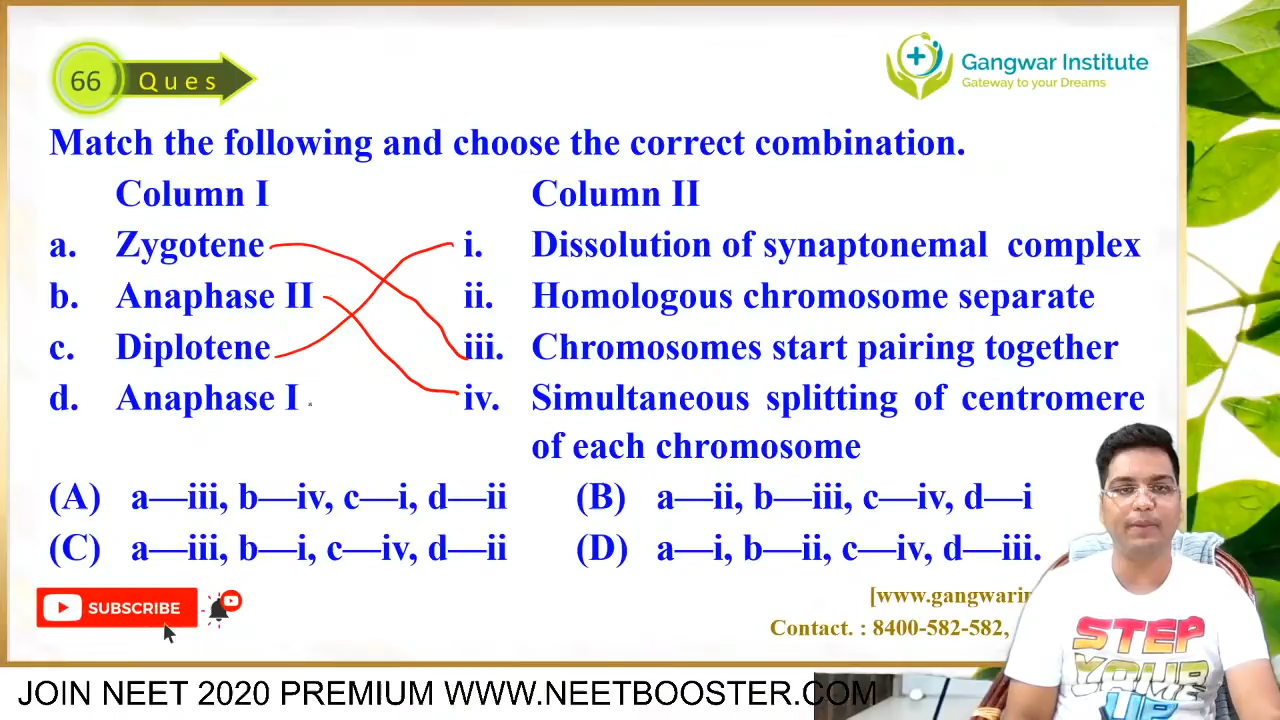 66 Ques
Gangwar Institute
Gateway to your Dreams
Match the following and choose the correct combination.
Column I Column II
a. Zygotene i. Dissolution of synaptonemal complex
b. Anaphase II ii. Homologous chromosome separate
c. Diplotene iii. Chromosomes start pairing together
d. Anaphase I iv. Simultaneous splitting of centromere
of each chromosome
(A) a—iii, b—iv, c—i, d—ii (B) a—ii, b—iii, c—iv, d—i
(C) a—iii, b—i, c—iv, d—ii (D) a—i, b—ii, c—iv, d—iii.
SUBSCRIBE
Contact. : 8400-582-582,
STEP
YOUR
UP
JOIN NEET 2020 PREMIUM WWW.NEETBOOSTER.COM